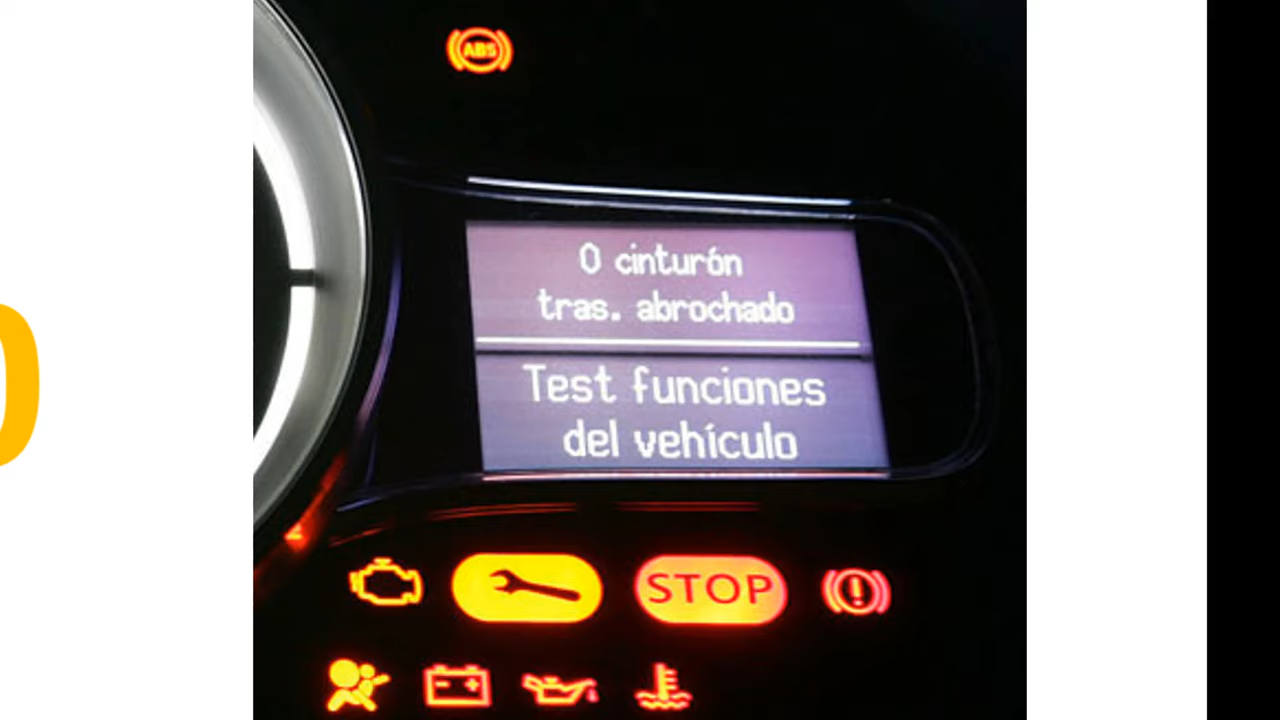 ABS
0 cinturón
tras. abrochado
Test funciones
del vehículo
STOP